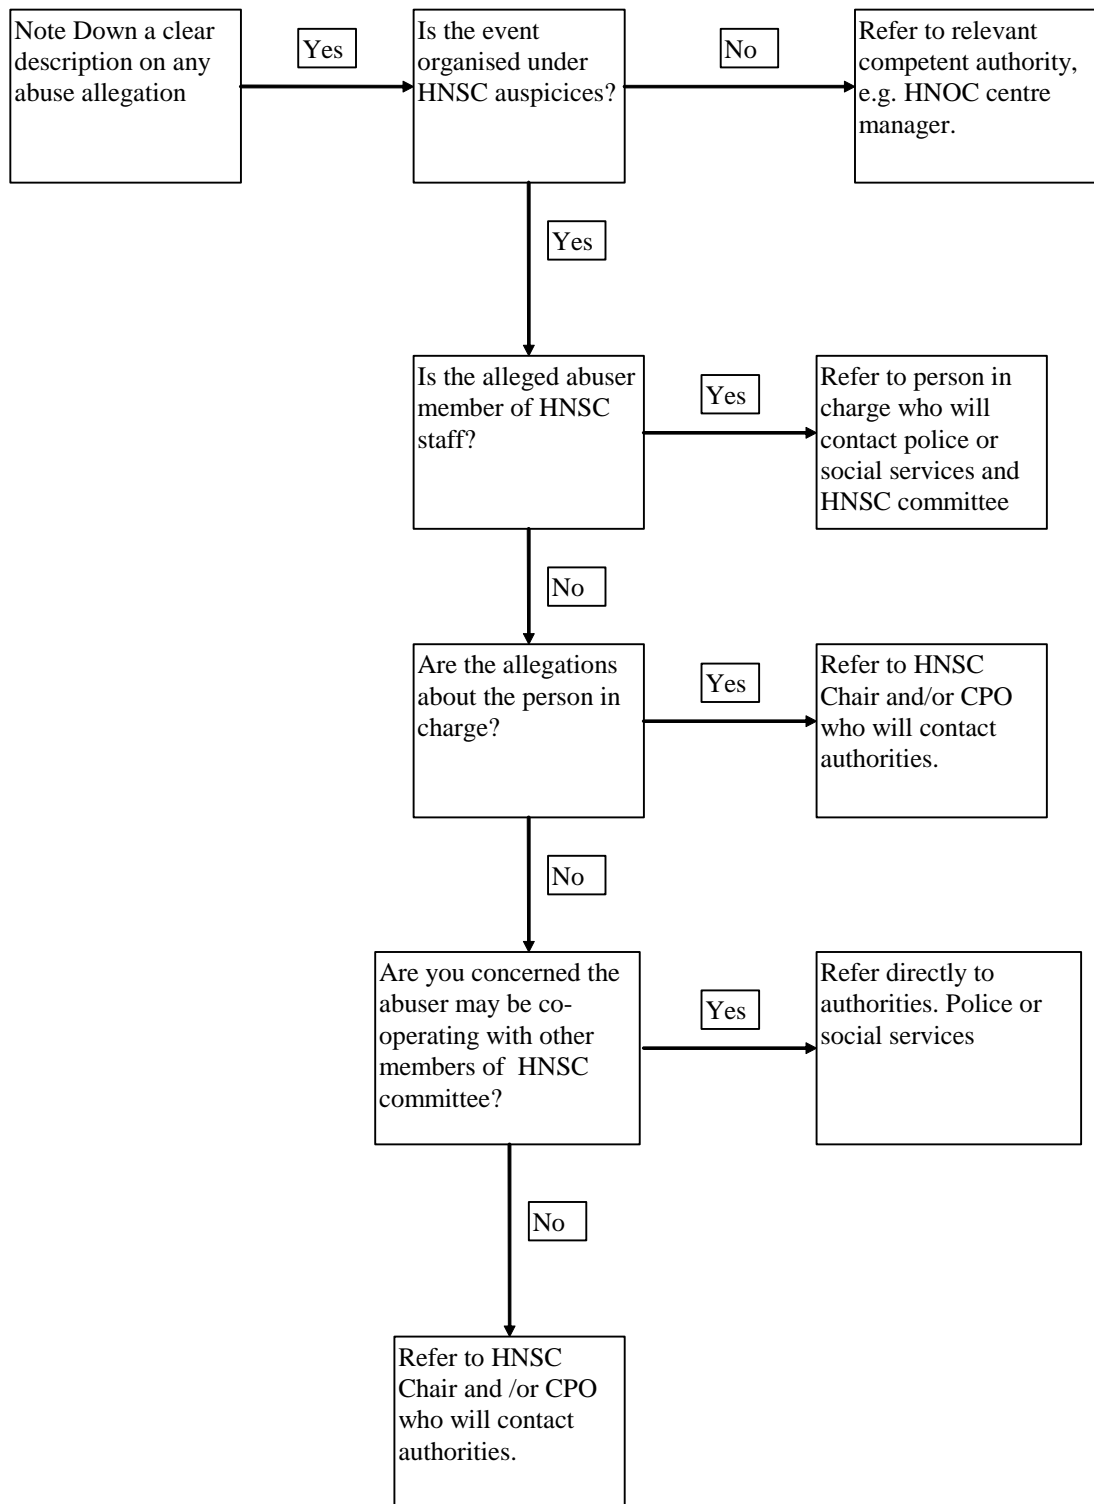 Note Down a clear
description on any
abuse allegation
Yes
Is the event
organised under
HNSC auspicices?
No
Refer to relevant
competent authority,
e.g. HNOC centre
manager.
Yes
Is the alleged abuser
member of HNSC
staff?
Yes
Refer to person in
charge who will
contact police or
social services and
HNSC committee
No
Are the allegations
about the person in
charge?
Yes
Refer to HNSC
Chair and/or CPO
who will contact
authorities.
No
Are you concerned the
abuser may be co-
operating with other
members of  HNSC
committee?
Yes
Refer directly to
authorities. Police or
social services
No
Refer to HNSC
Chair and /or CPO
who will contact
authorities.